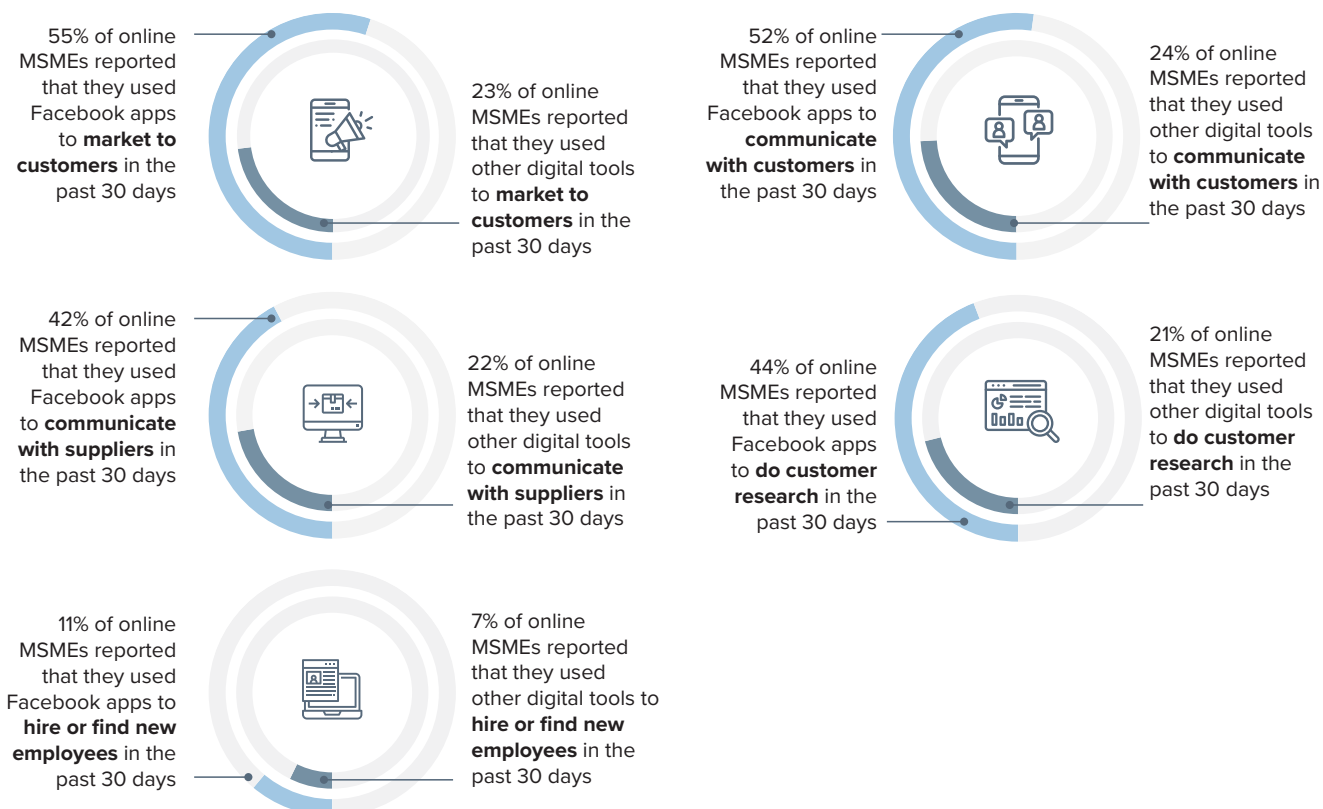 55% of online
MSMEs reported
that they used
Facebook apps
to market to
customers in the
past 30 days
23% of online
MSMEs reported
that they used
other digital tools
to market to
customers in the
past 30 days
52% of online
MSMEs reported
that they used
Facebook apps to
communicate
with customers in
the past 30 days
24% of online
MSMEs reported
that they used
other digital tools
to communicate
with customers in
the past 30 days
42% of online
MSMEs reported
that they used
Facebook apps
to communicate
with suppliers in
the past 30 days
22% of online
MSMEs reported
that they used
other digital tools
to communicate
with suppliers in
the past 30 days
44% of online
MSMEs reported
that they used
Facebook apps
to do customer
research in the
past 30 days
21% of online
MSMEs reported
that they used
other digital tools
to do customer
research in the
past 30 days
11% of online
MSMEs reported
that they used
Facebook apps to
hire or find new
employees in the
past 30 days
7% of online
MSMEs reported
that they used
other digital tools to
hire or find new
employees in the
past 30 days